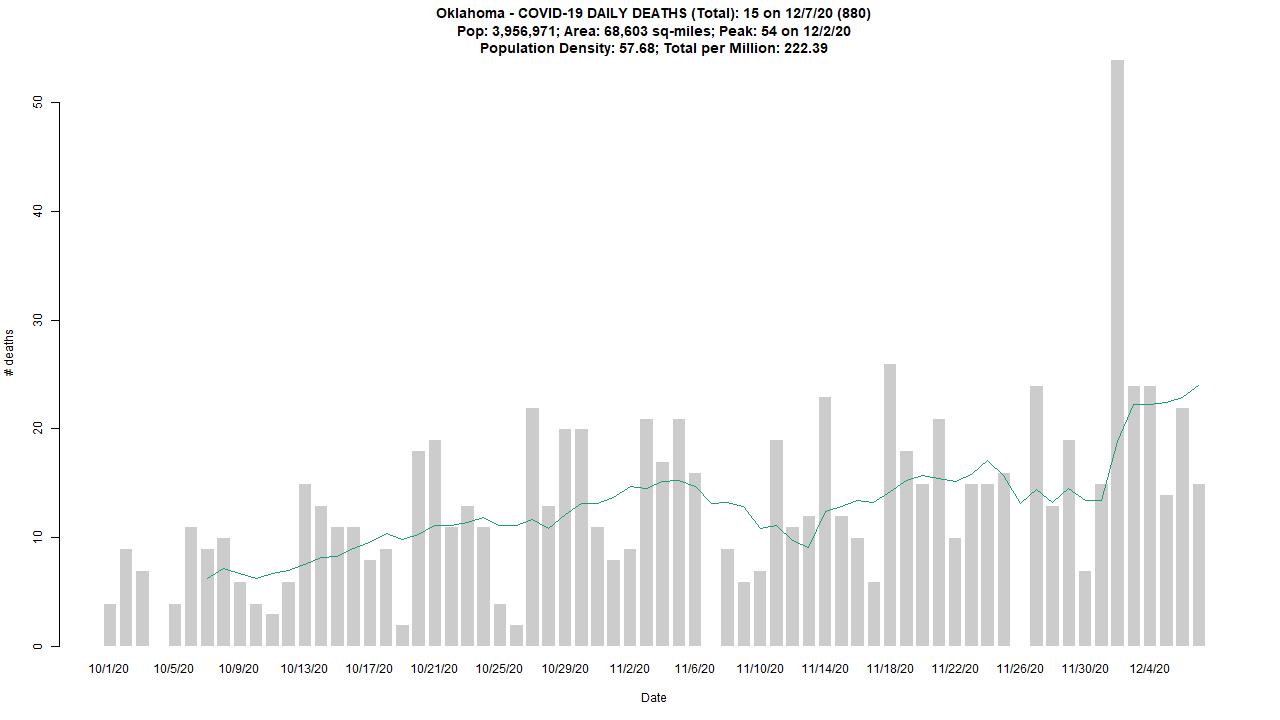 Oklahoma - COVID-19 DAILY DEATHS (Total): 15 on 12/7/20 (880)
Pop: 3,956,971; Area: 68,603 sq-miles; Peak: 54 on 12/2/20
Population Density: 57.68; Total per Million: 222.39
50
40
30
20
10
0
# deaths
10/1/20 10/5/20 10/9/20 10/13/20 10/17/20 10/21/20 10/25/20 10/29/20 11/2/20 11/6/20 11/10/20 11/14/20 11/18/20 11/22/20 11/26/20 11/30/20 12/4/20
Date